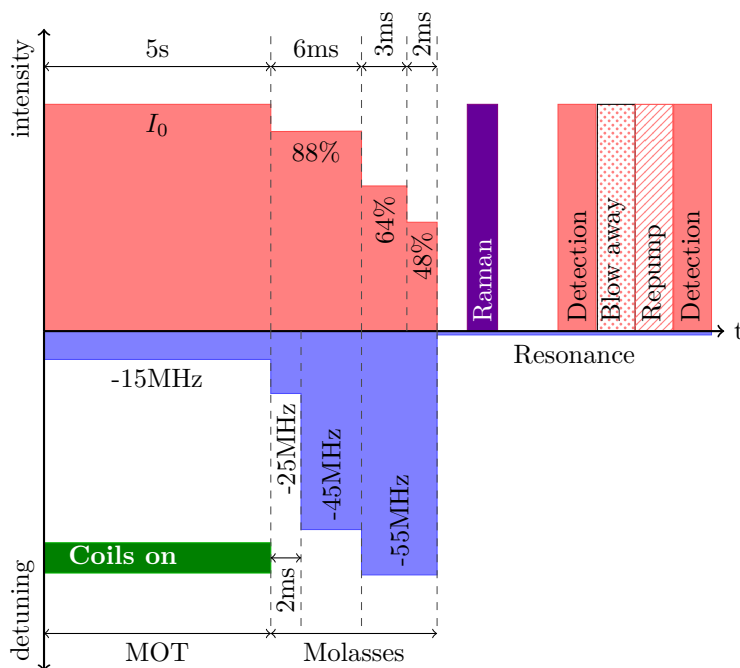 intensity
5s
6ms
3ms
2ms
I₀
88%
64%
48%
Raman
Detection
Blow away
Repump
Detection
t
Resonance
-15MHz
-25MHz
-45MHz
-55MHz
Coils on
2ms
detuning
MOT
Molasses